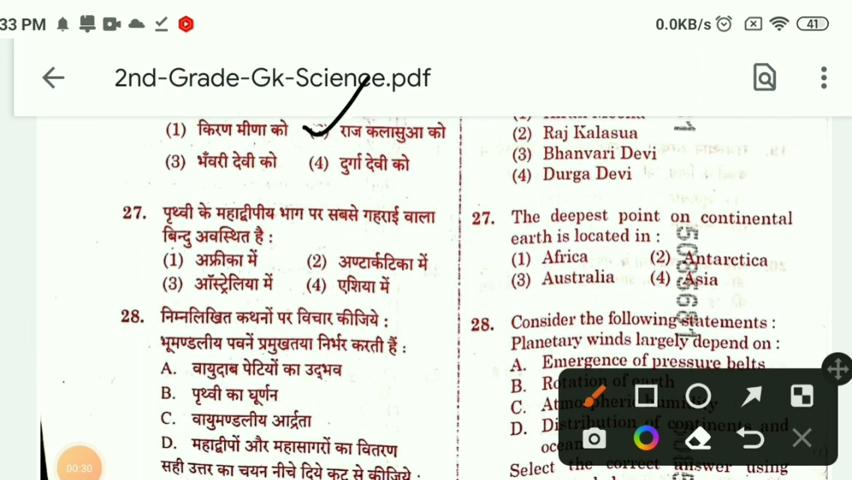 :33 PM
0.0KB/s
41
2nd-Grade-Gk-Science.pdf
(1) किरण मीणा को राज कलासुआ को
(3) भँवरी देवी को (4) दुर्गा देवी को
27. पृथ्वी के महाद्वीपीय भाग पर सबसे गहराई वाला
बिन्दु अवस्थित है :
(1) अफ्रीका में (2) अण्टार्कटिका में
(3) ऑस्ट्रेलिया में (4) एशिया में
28. निम्नलिखित कथनों पर विचार कीजिये :
भूमण्डलीय पवनें प्रमुखतया निर्भर करती हैं :
A. वायुदाब पेटियों का उद्‌भव
B. पृथ्वी का घूर्णन
C. वायुमण्डलीय आर्द्रता
D. महाद्वीपों और महासागरों का वितरण
सही उत्तर का चयन नीचे दिये कूट से कीजिये :
(2) Raj Kalasua
(3) Bhanvari Devi
(4) Durga Devi
27. The deepest point on continental
earth is located in :
(1) Africa (2) Antarctica
(3) Australia (4) Asia
28. Consider the following statements :
Planetary winds largely depend on :
A. Emergence of pressure belts
B. Rotation of earth
C. Atmospheric humidity
D. Distribution of continents and
Select the correct answer using
00:30